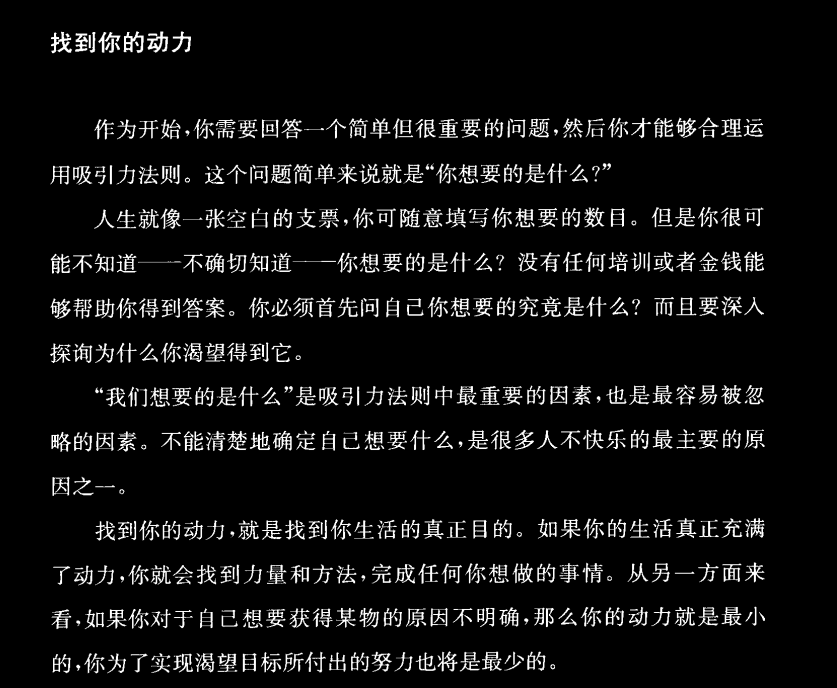 找到你的动力
作为开始,你需要回答一个简单但很重要的问题,然后你才能够合理运
用吸引力法则。这个问题简单来说就是“你想要的是什么?”
人生就像一张空白的支票,你可随意填写你想要的数目。但是你很可
能不知道——不确切知道——你想要的是什么?没有任何培训或者金钱能
够帮助你得到答案。你必须首先问自己你想要的究竟是什么?而且要深入
探询为什么你渴望得到它。
“我们想要的是什么”是吸引力法则中最重要的因素,也是最容易被忽
略的因素。不能清楚地确定自己想要什么,是很多人不快乐的最主要的原
因之一。
找到你的动力,就是找到你生活的真正目的。如果你的生活真正充满
了动力,你就会找到力量和方法,完成任何你想做的事情。从另一方面来
看,如果你对于自己想要获得某物的原因不明确,那么你的动力就是最小
的,你为了实现渴望目标所付出的努力也将是最少的。